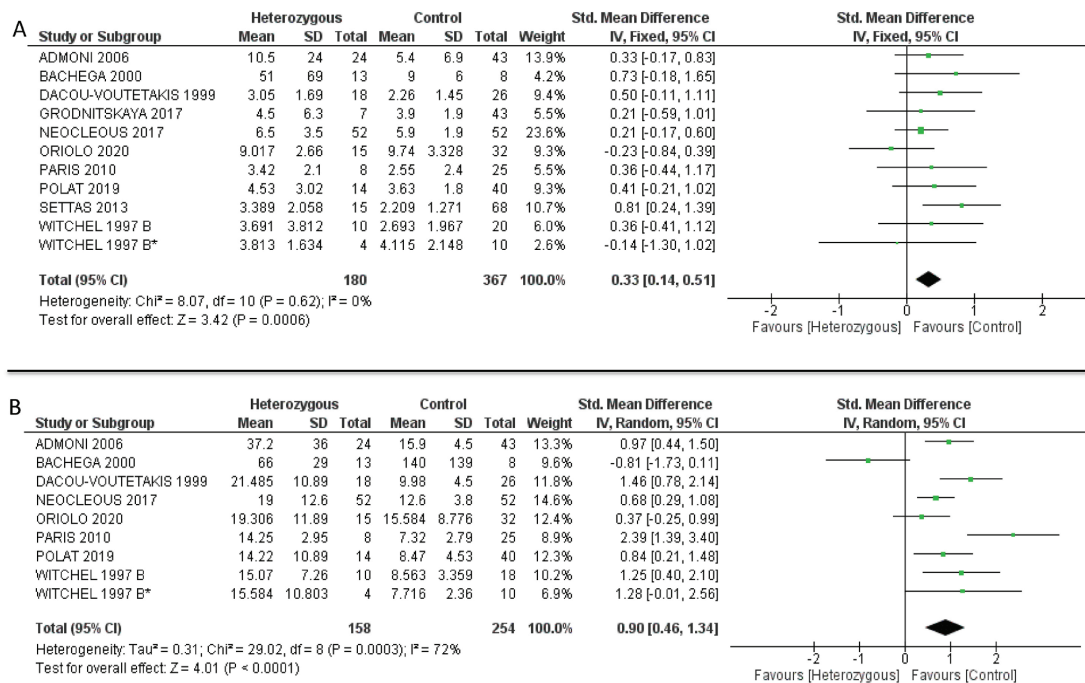 A
Heterozygous Control Std. Mean Difference Std. Mean Difference
Study or Subgroup Mean SD Total Mean SD Total Weight IV, Fixed, 95% CI IV, Fixed, 95% CI
ADMONI 2006 10.5 24 24 5.4 6.9 43 13.9% 0.33 [-0.17, 0.83]
BACHEGA 2000 51 69 13 9 6 8 4.2% 0.73 [-0.18, 1.65]
DACOU-VOUTETAKIS 1999 3.05 1.69 18 2.26 1.45 26 9.4% 0.50 [-0.11, 1.11]
GRODNITSKAYA 2017 4.5 6.3 7 3.9 1.9 43 5.5% 0.21 [-0.59, 1.01]
NEOCLEOUS 2017 6.5 3.5 52 5.9 1.9 52 23.6% 0.21 [-0.17, 0.60]
ORIOLO 2020 9.017 2.66 15 9.74 3.328 32 9.3% -0.23 [-0.84, 0.39]
PARIS 2010 3.42 2.1 8 2.55 2.4 25 5.5% 0.36 [-0.44, 1.17]
POLAT 2019 4.53 3.02 14 3.63 1.8 40 9.3% 0.41 [-0.21, 1.02]
SETTAS 2013 3.389 2.058 15 2.209 1.271 68 10.7% 0.81 [0.24, 1.39]
WITCHEL 1997 B 3.691 3.812 10 2.693 1.967 20 6.0% 0.36 [-0.41, 1.12]
WITCHEL 1997 B* 3.813 1.634 4 4.115 2.148 10 2.6% -0.14 [-1.30, 1.02]
Total (95% CI) 180 367 100.0% 0.33 [0.14, 0.51]
Heterogeneity: Chi² = 8.07, df = 10 (P = 0.62); I² = 0%
Test for overall effect: Z = 3.42 (P = 0.0006)
-2 -1 0 1 2
Favours [Heterozygous] Favours [Control]
B
Heterozygous Control Std. Mean Difference Std. Mean Difference
Study or Subgroup Mean SD Total Mean SD Total Weight IV, Random, 95% CI IV, Random, 95% CI
ADMONI 2006 37.2 36 24 15.9 4.5 43 13.3% 0.97 [0.44, 1.50]
BACHEGA 2000 66 29 13 140 139 8 9.6% -0.81 [-1.73, 0.11]
DACOU-VOUTETAKIS 1999 21.485 10.89 18 9.98 4.5 26 11.8% 1.46 [0.78, 2.14]
NEOCLEOUS 2017 19 12.6 52 12.6 3.8 52 14.6% 0.68 [0.29, 1.08]
ORIOLO 2020 19.306 11.89 15 15.584 8.776 32 12.4% 0.37 [-0.25, 0.99]
PARIS 2010 14.25 2.95 8 7.32 2.79 25 8.9% 2.39 [1.39, 3.40]
POLAT 2019 14.22 10.89 14 8.47 4.53 40 12.3% 0.84 [0.21, 1.48]
WITCHEL 1997 B 15.07 7.26 10 8.563 3.359 18 10.2% 1.25 [0.40, 2.10]
WITCHEL 1997 B* 15.584 10.803 4 7.716 2.36 10 6.9% 1.28 [-0.01, 2.56]
Total (95% CI) 158 254 100.0% 0.90 [0.46, 1.34]
Heterogeneity: Tau² = 0.31; Chi² = 29.02, df = 8 (P = 0.0003); I² = 72%
Test for overall effect: Z = 4.01 (P < 0.0001)
-2 -1 0 1 2
Favours [Heterozygous] Favours [Control]